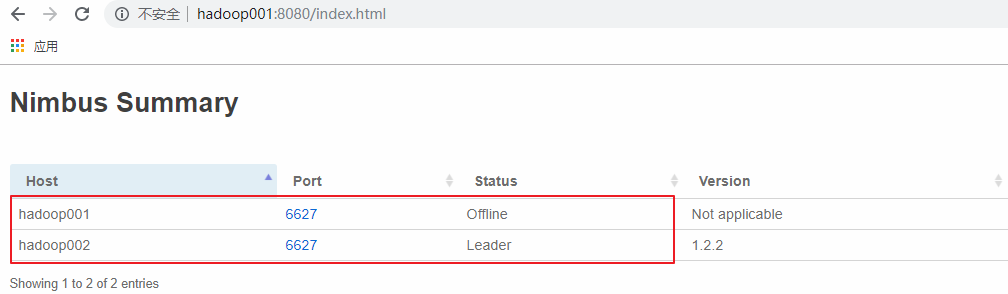 不安全 | hadoop001:8080/index.html
应用
Nimbus Summary
Host Port Status Version
hadoop001 6627 Offline Not applicable
hadoop002 6627 Leader 1.2.2
Showing 1 to 2 of 2 entries